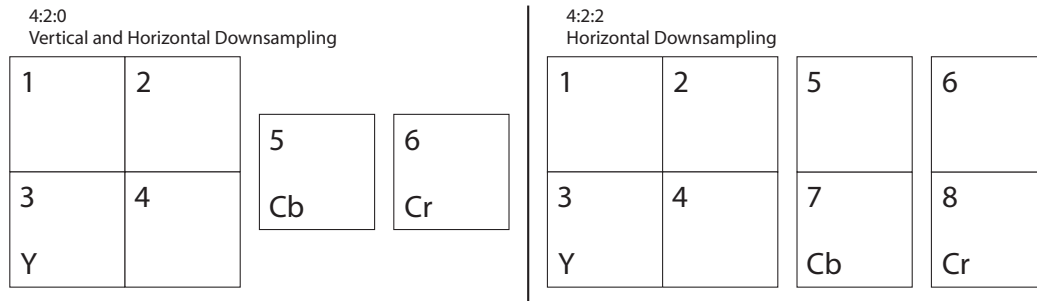 4:2:0
Vertical and Horizontal Downsampling
1 2
5 6
3 4
Cb Cr
Y
4:2:2
Horizontal Downsampling
1 2 5 6
3 4 7 8
Y Cb Cr